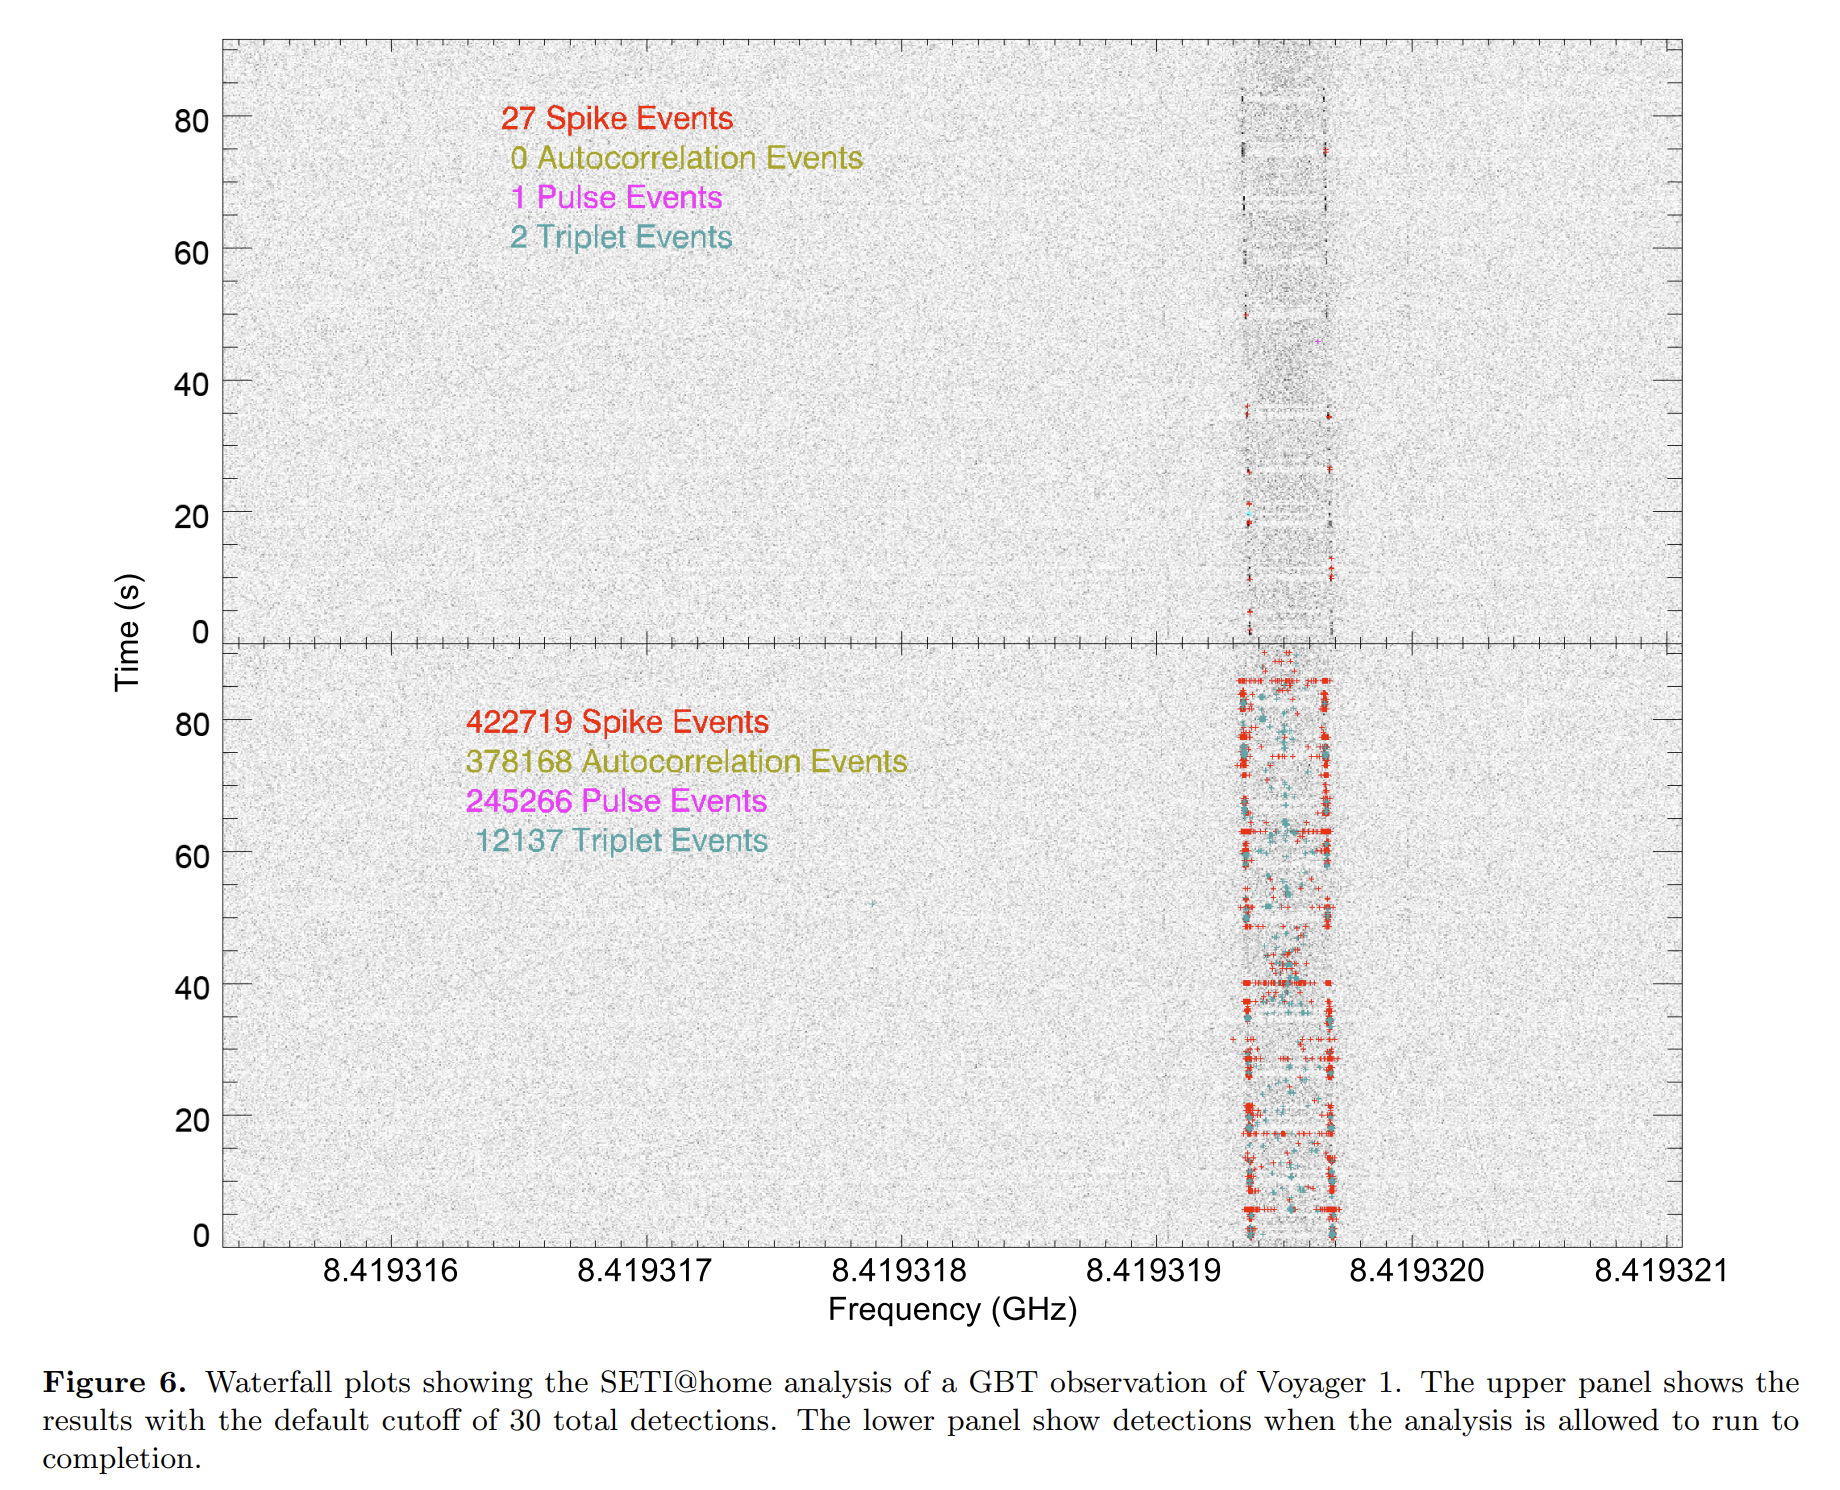 27 Spike Events
0 Autocorrelation Events
1 Pulse Events
2 Triplet Events
80
60
40
20
0
Time (s)
422719 Spike Events
378168 Autocorrelation Events
245266 Pulse Events
12137 Triplet Events
80
60
40
20
0
8.419316 8.419317 8.419318 8.419319 8.419320 8.419321
Frequency (GHz)
Figure 6. Waterfall plots showing the SETI@home analysis of a GBT observation of Voyager 1. The upper panel shows the
results with the default cutoff of 30 total detections. The lower panel show detections when the analysis is allowed to run to
completion.